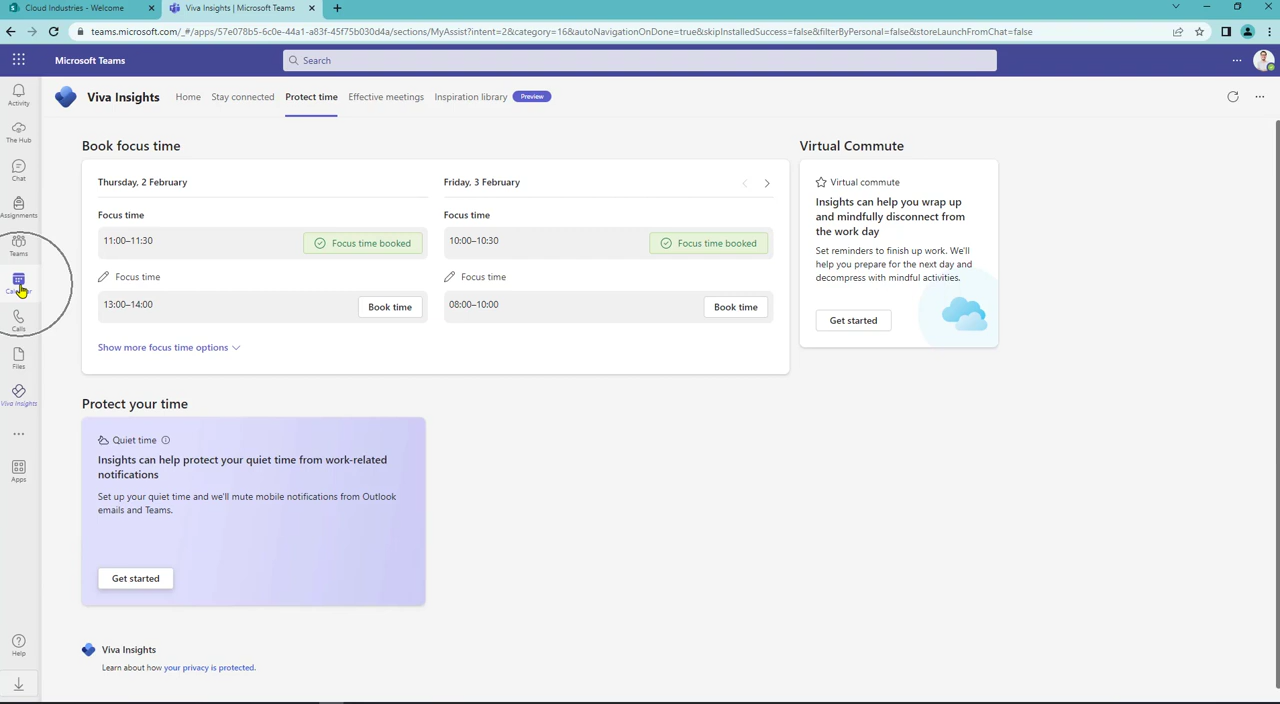 Cloud Industries - Welcome
Viva Insights | Microsoft Teams
teams.microsoft.com/_#/apps/57e078b5-6c0e-44a1-a83f-45f75b030d4a/sections/MyAssist?intent=2&category=16&autoNavigationOnDone=true&skipInstalledSuccess=false&filterByPersonal=false&storeLaunchFromChat=false
Microsoft Teams
Search
Activity
The Hub
Chat
Assignments
Teams
Calls
Files
Viva Insights
Apps
Help
Viva Insights
Home
Stay connected
Protect time
Effective meetings
Inspiration library
Preview
Book focus time
Thursday, 2 February
Focus time
11:00–11:30
Focus time booked
Focus time
13:00–14:00
Book time
Friday, 3 February
Focus time
10:00–10:30
Focus time booked
Focus time
08:00–10:00
Book time
Show more focus time options
Virtual Commute
Virtual commute
Insights can help you wrap up
and mindfully disconnect from
the work day
Set reminders to finish up work. We'll
help you prepare for the next day and
decompress with mindful activities.
Get started
Protect your time
Quiet time
Insights can help protect your quiet time from work-related
notifications
Set up your quiet time and we'll mute mobile notifications from Outlook
emails and Teams.
Get started
Viva Insights
Learn about how your privacy is protected.